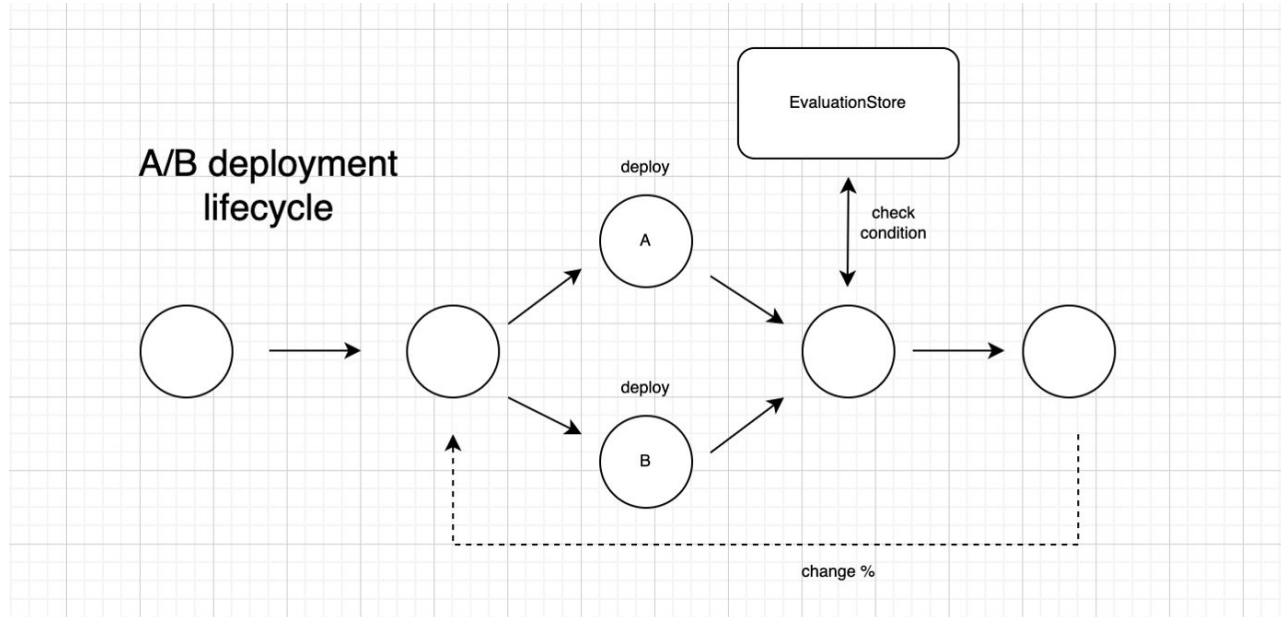 A/B deployment
lifecycle
EvaluationStore
deploy
A
check
condition
deploy
B
change %